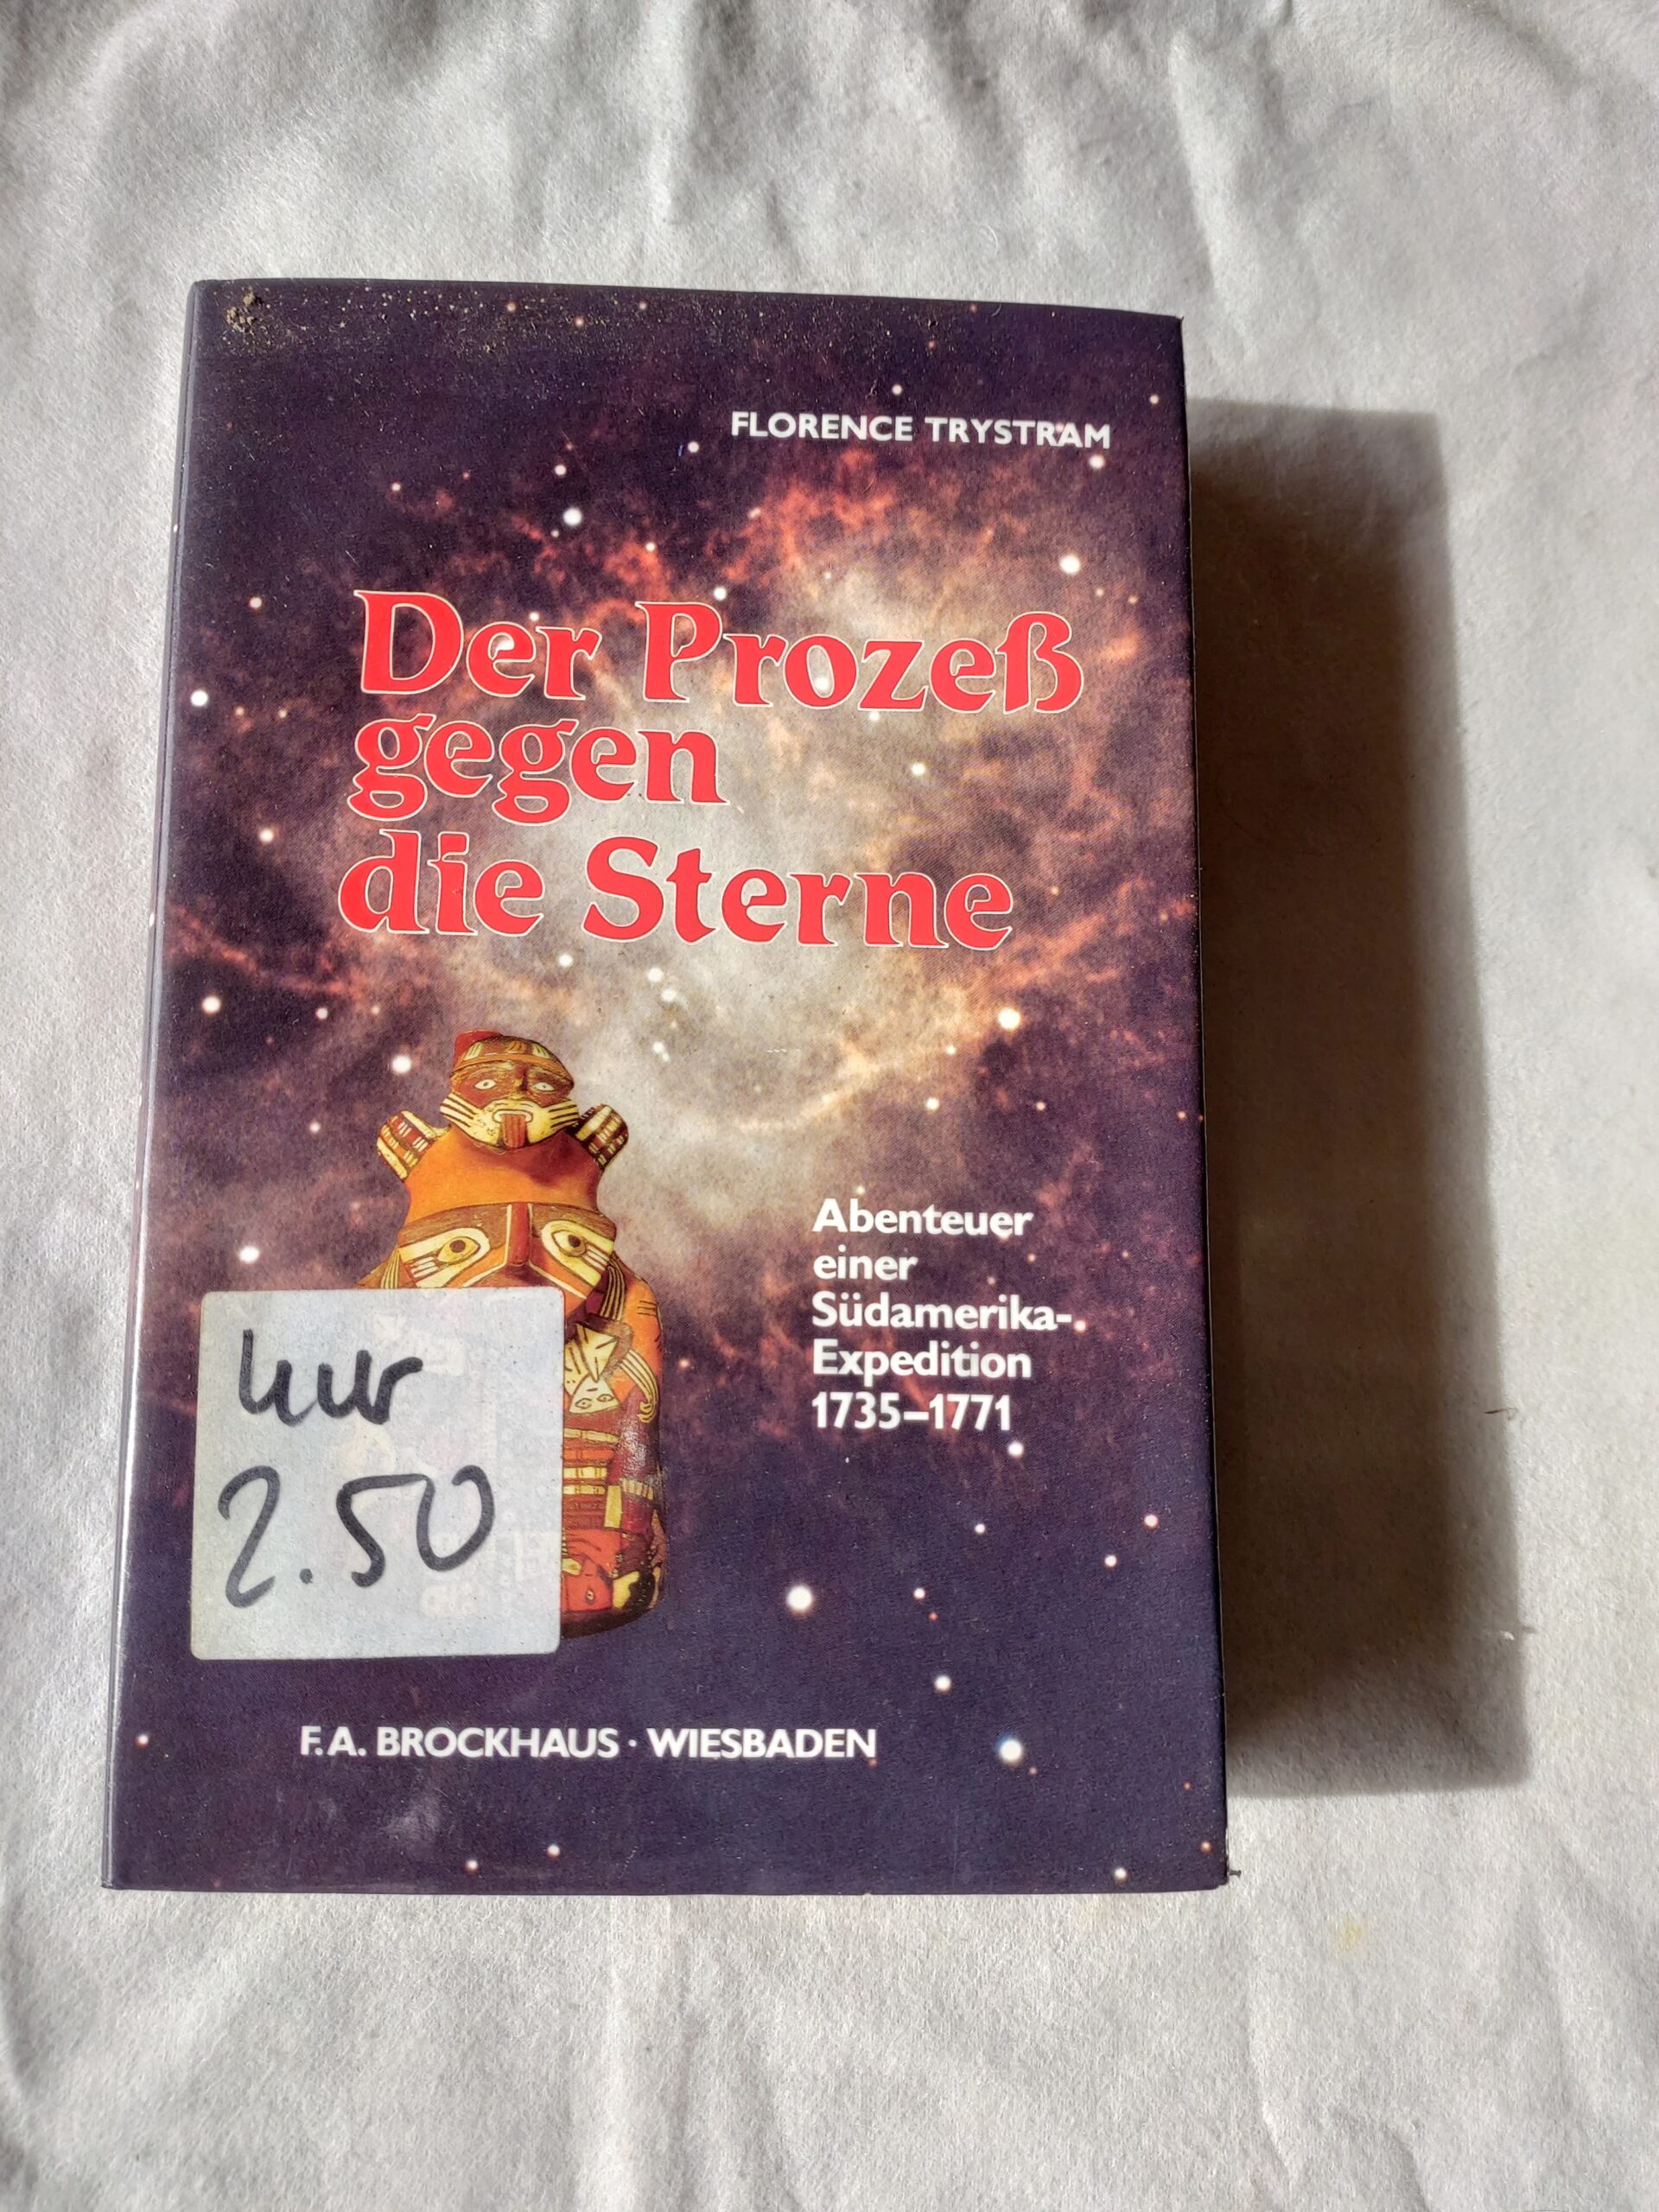 FLORENCE TRYSTRAM
Der Prozeß
gegen
die Sterne
Abenteuer
einer
Südamerika-
Expedition
1735–1771
nur
2.50
F.A. BROCKHAUS · WIESBADEN